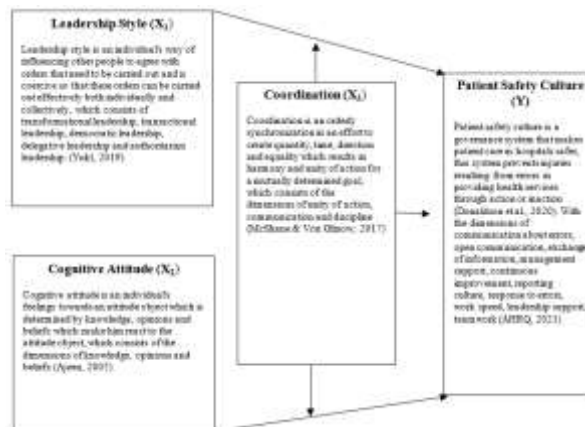 Leadership Style (X₁)
Leadership style is an individual's way of
influencing other people to agree with
orders that need to be carried out and is
coercive so that these orders can be carried
out effectively both individually and
collectively, which consists of
transformational leadership, transactional
leadership, democratic leadership,
delegative leadership and authoritarian
leadership. (Yukl, 2019)
Cognitive Attitude (X₂)
Cognitive attitude is an individual's
feelings towards an attitude object which is
determined by knowledge, opinions and
beliefs which make him react to the
attitude object, which consists of the
dimensions of knowledge, opinions and
beliefs (Ajzen, 2005).
Coordination
Coordination is an orderly
synchronization in an effort to
create quantity, time, direction
and equality which results in
harmony and unity of action for
a mutually determined goal,
which consists of the
dimensions of unity of action,
communication and discipline
(McShane & Von Glinow, 2017)
Patient Safety Culture
(Y)
Patient safety culture is a
governance system that makes
patient care in hospitals safer,
this system prevents injuries
resulting from errors in
providing health services
through action or inaction
(Donaldson et al., 2020). With
the dimensions of
communication about errors,
open communication, exchange
of information, management
support, continuous
improvement, reporting
culture, response to errors,
work speed, leadership support,
teamwork (AHRQ, 2021)